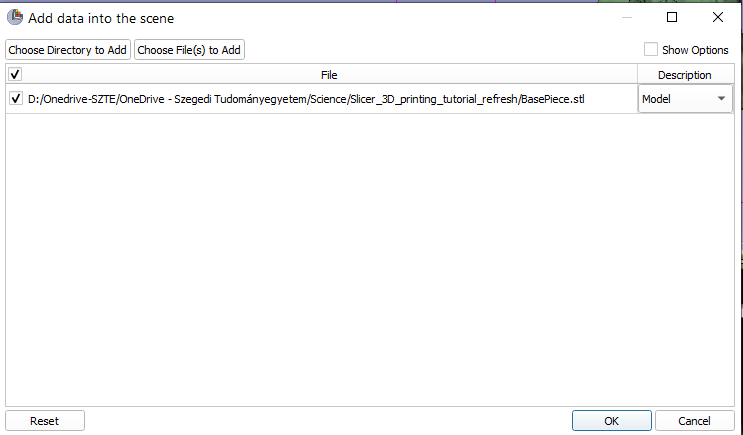 Add data into the scene
Choose Directory to Add Choose File(s) to Add Show Options
File Description
D:/Onedrive-SZTE/OneDrive - Szegedi Tudományegyetem/Science/Slicer_3D_printing_tutorial_refresh/BasePiece.stl Model
Reset OK Cancel